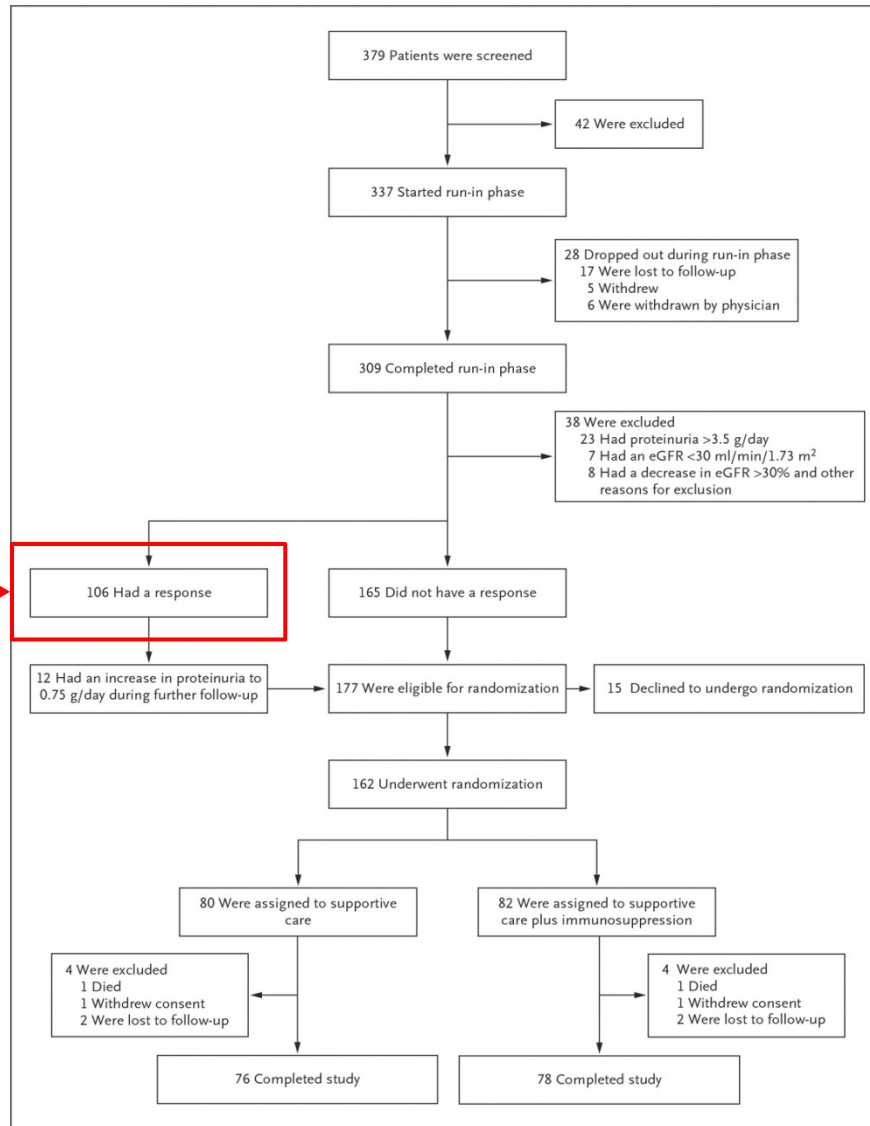 379 Patients were screened
42 Were excluded
337 Started run-in phase
28 Dropped out during run-in phase
17 Were lost to follow-up
5 Withdrew
6 Were withdrawn by physician
309 Completed run-in phase
38 Were excluded
23 Had proteinuria >3.5 g/day
7 Had an eGFR <30 ml/min/1.73 m²
8 Had a decrease in eGFR >30% and other
reasons for exclusion
106 Had a response
165 Did not have a response
12 Had an increase in proteinuria to
0.75 g/day during further follow-up
177 Were eligible for randomization
15 Declined to undergo randomization
162 Underwent randomization
80 Were assigned to supportive
care
82 Were assigned to supportive
care plus immunosuppression
4 Were excluded
1 Died
1 Withdrew consent
2 Were lost to follow-up
4 Were excluded
1 Died
1 Withdrew consent
2 Were lost to follow-up
76 Completed study
78 Completed study